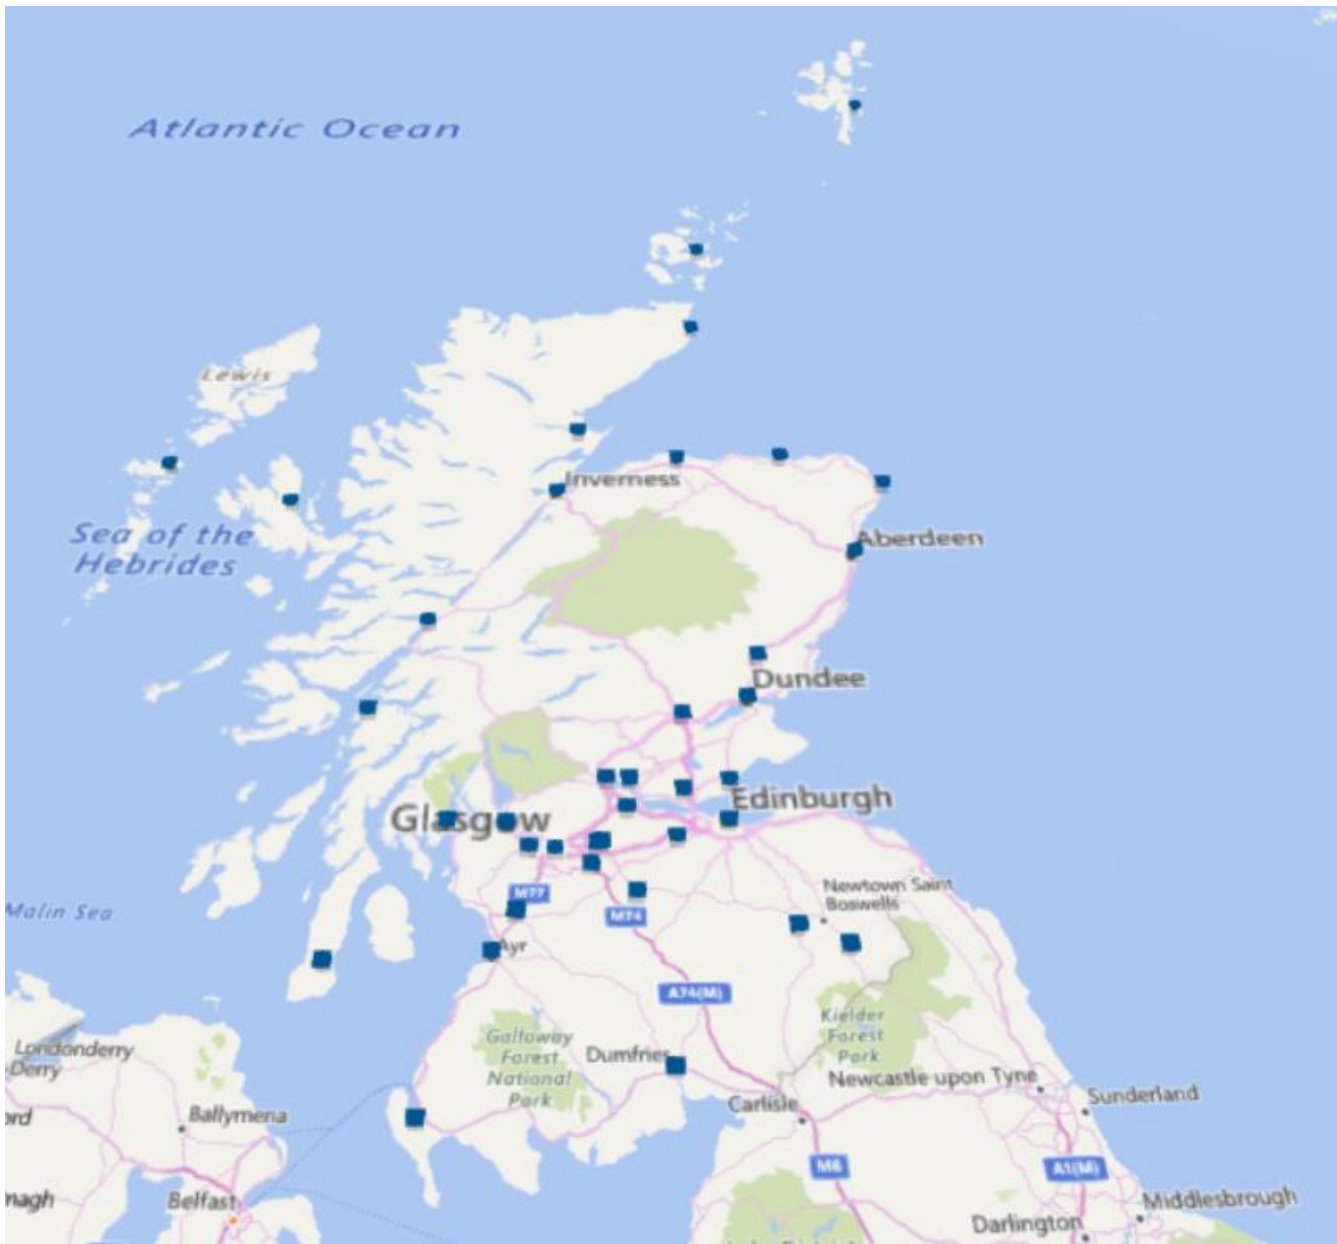 Atlantic Ocean
Lewis
Inverness
Sea of the
Hebrides
Aberdeen
Dundee
Edinburgh
Glasgow
M77
Newtown Saint
Boswells
Malin Sea
M74
Ayr
A74(M)
Galloway
Forest
National
Park
Kielder
Forest
Park
Londonderry
-Derry
Dumfries
Newcastle upon Tyne
Sunderland
Carlisle
ord
Ballymena
M6
A1(M)
Belfast
magh
Middlesbrough
Darlington